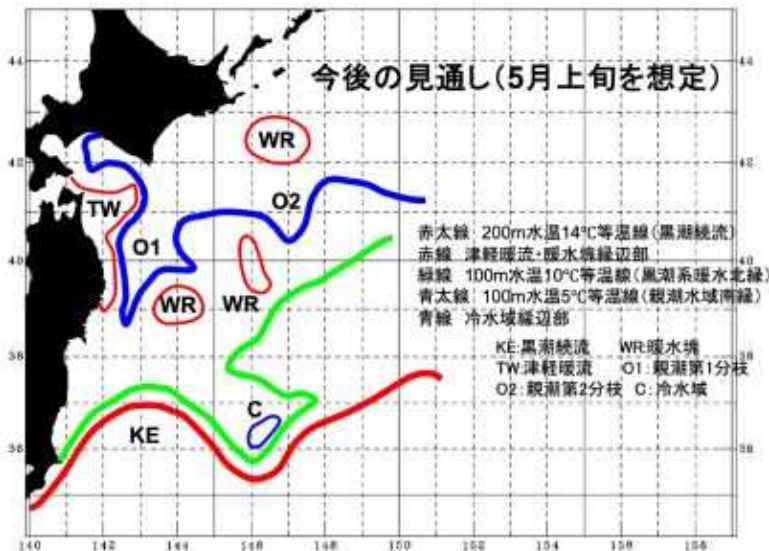 44
44
今後の見通し(5月上旬を想定)
WR
42
42
TW
O2
O1
赤太線: 200m水温14℃等温線(黒潮続流)
40
WR
赤線 津軽暖流・暖水塊縁辺部
40
WR
緑線 100m水温10℃等温線(黒潮系暖水北縁)
青太線:100m水温5℃等温線(親潮水域南縁)
青線 冷水域縁辺部
38
KE:黒潮続流 WR:暖水塊
38
TW:津軽暖流 O1:親潮第1分枝
O2:親潮第2分枝 C:冷水域
C
KE
36
36
140 142 144 146 148 150 152 154 156 158